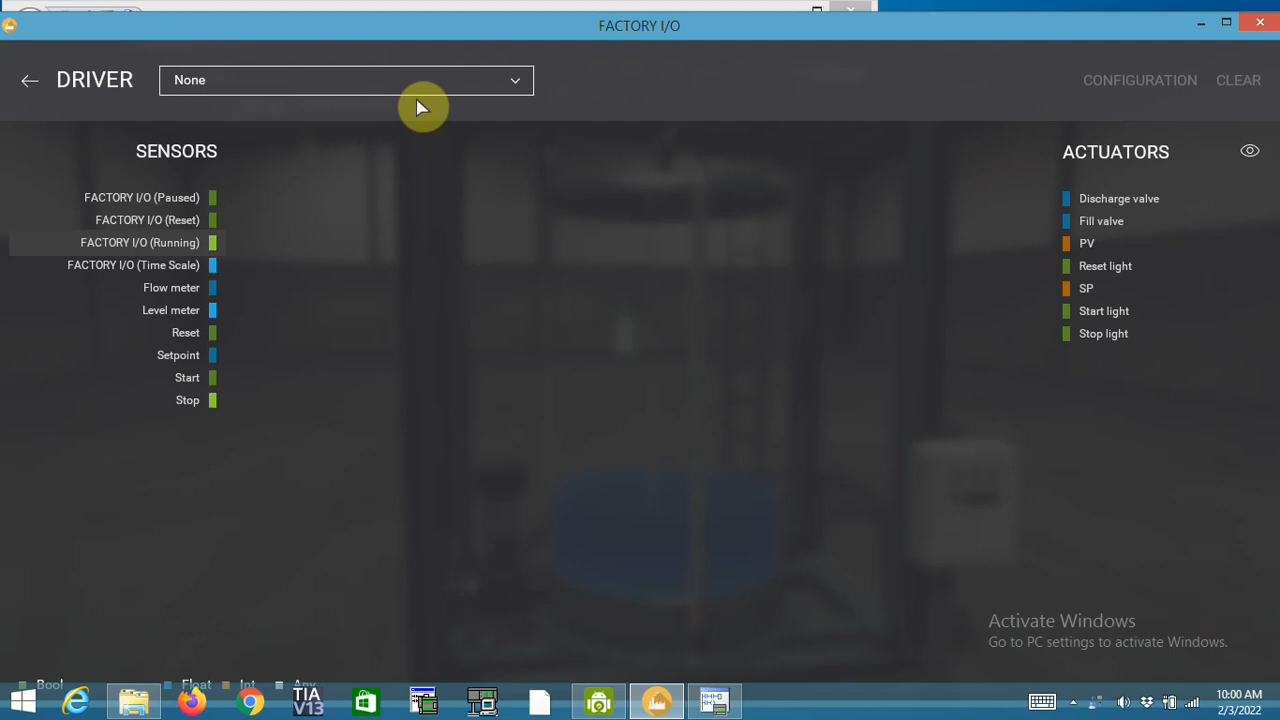 FACTORY I/O
DRIVER
None
CONFIGURATION
CLEAR
SENSORS
FACTORY I/O (Paused)
FACTORY I/O (Reset)
FACTORY I/O (Running)
FACTORY I/O (Time Scale)
Flow meter
Level meter
Reset
Setpoint
Start
Stop
ACTUATORS
Discharge valve
Fill valve
PV
Reset light
SP
Start light
Stop light
Activate Windows
Go to PC settings to activate Windows.
Bool
Float
Int
Any
TIA
V13
10:00 AM
2/3/2022